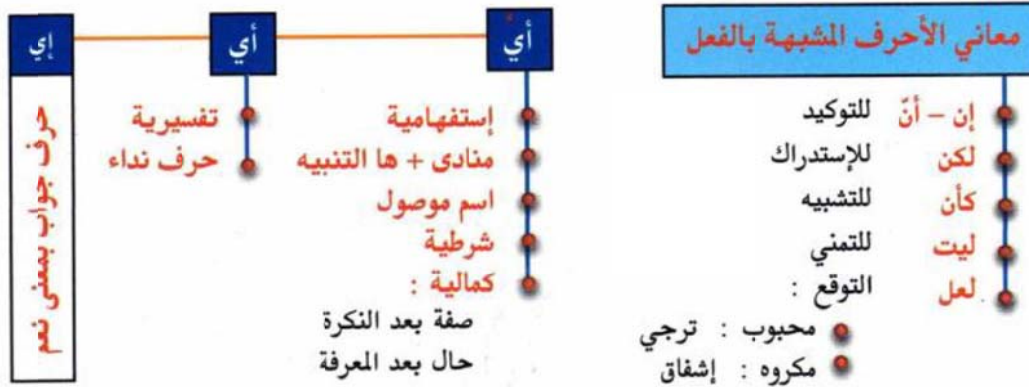 معاني الأحرف المشبهة بالفعل
إن – أنّ للتوكيد
لكن للإستدراك
كأن للتشبيه
ليت للتمني
لعل التوقع :
محبوب : ترجي
مكروه : إشفاق
أيّ
إستفهامية
منادى + ها التنبيه
اسم موصول
شرطية
كمالية :
صفة بعد النكرة
حال بعد المعرفة
أي
تفسيرية
حرف نداء
إي
حرف جواب بمعنى نعم